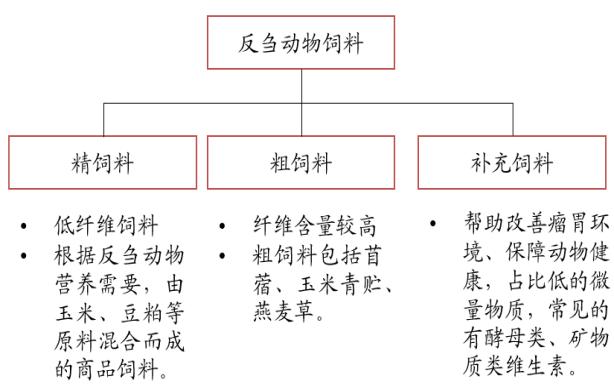 反刍动物饲料
精饲料
粗饲料
补充饲料
• 低纤维饲料
• 根据反刍动物
营养需要，由
玉米、豆粕等
原料混合而成
的商品饲料。
• 纤维含量较高
• 粗饲料包括苜
蓿、玉米青贮、
燕麦草。
• 帮助改善瘤胃环
境、保障动物健
康，占比低的微
量物质，常见的
有酵母类、矿物
质类维生素。